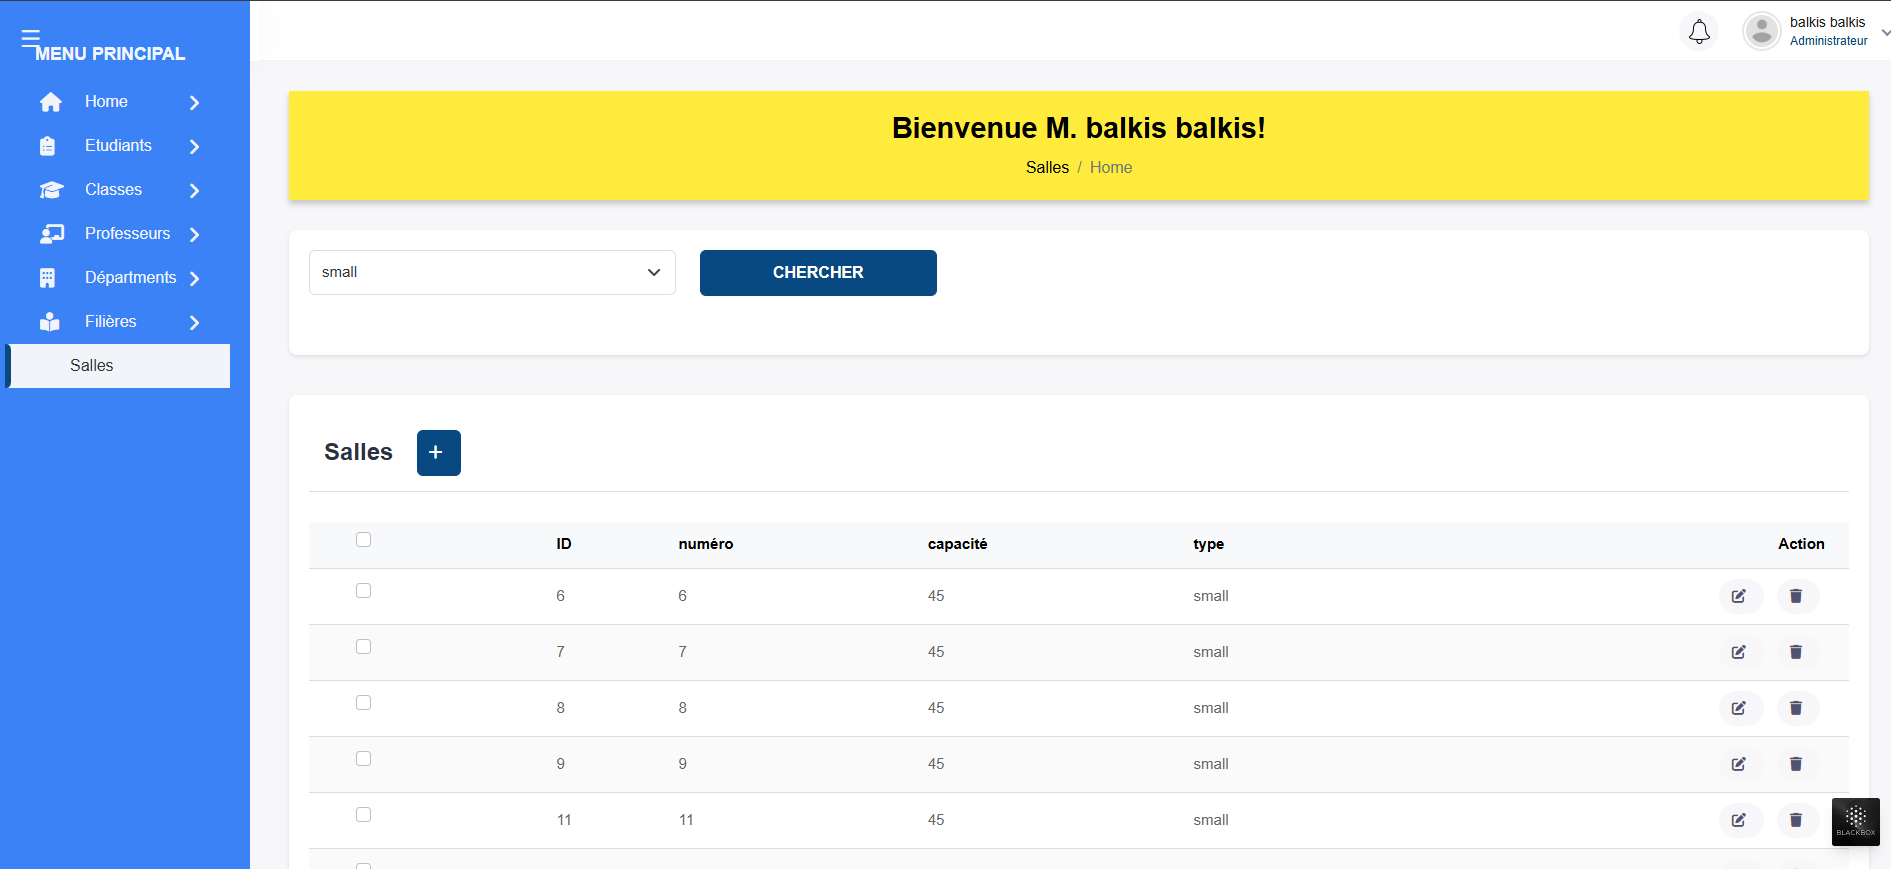 MENU PRINCIPAL
Home
Etudiants
Classes
Professeurs
Départments
Filières
Salles
balkis balkis
Administrateur
Bienvenue M. balkis balkis!
Salles / Home
small
CHERCHER
Salles +
ID numéro capacité type Action
6 6 45 small
7 7 45 small
8 8 45 small
9 9 45 small
11 11 45 small
BLACKBOX